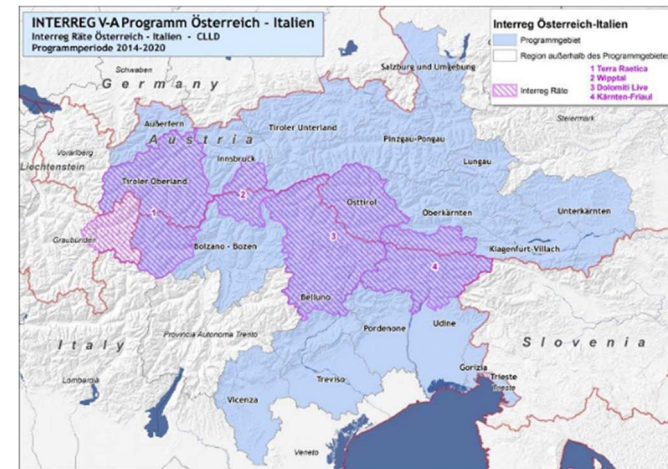 INTERREG V-A Programm Österreich - Italien
Interreg Räte Österreich - Italien - CLLD
Programmperiode 2014-2020
Interreg Österreich-Italien
Programmgebiet
Region außerhalb des Programmgebietes
Interreg Räte
1 Terra Raetica
2 Wipptal
3 Dolomiti Live
4 Kärnten-Friaul
Salzburg und Umgebung
Schwaben
Germany
Steiermark
Außerfern
Tiroler Unterland
Austria
Pinzgau-Pongau
Vorarlberg
Innsbruck
Lungau
Liechtenstein
Tiroler Oberland
2
Osttirol
Oberkärnten
Unterkärnten
1
3
Graubünden
Bolzano - Bozen
Klagenfurt-Villach
4
Belluno
Provincia Autonoma Trento
Pordenone
Udine
Italy
Slovenia
Gorizia
Lombardia
Treviso
Trieste
Trieste
Vicenza
Veneto